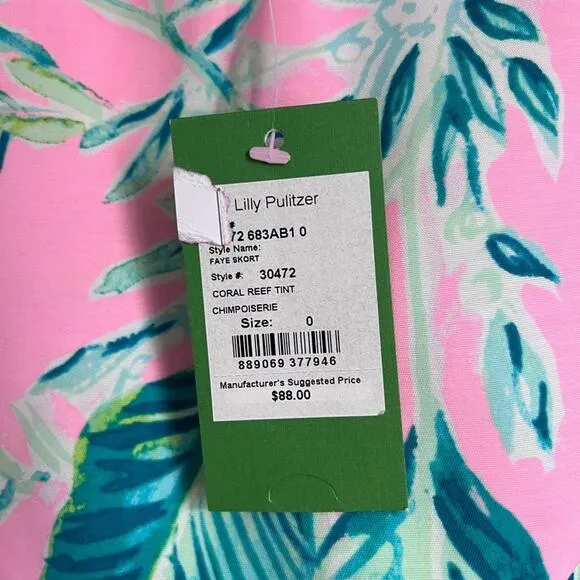 Lilly Pulitzer
#
72 683AB1 0
Style Name:
FAYE SKORT
Style #: 30472
CORAL REEF TINT
CHIMPOISERIE
Size: 0
889069 377946
Manufacturer's Suggested Price
$88.00